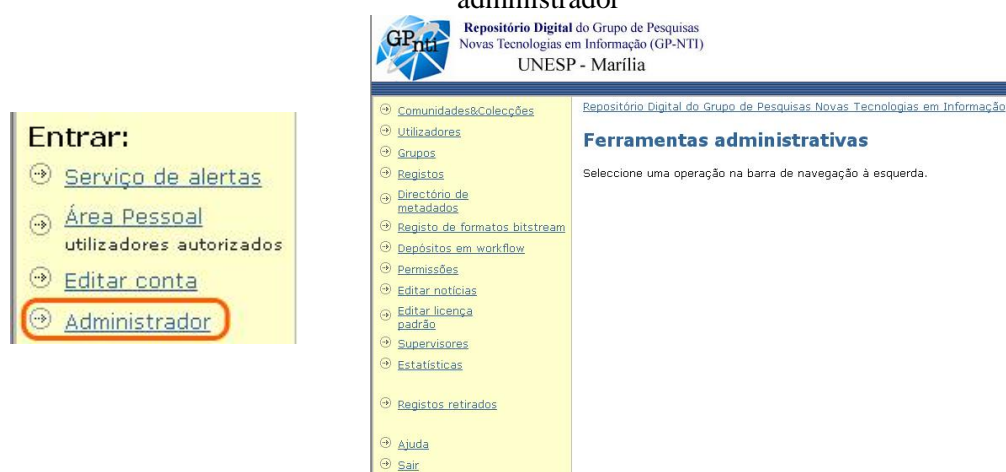 administrador
Entrar:
Serviço de alertas
Área Pessoal
utilizadores autorizados
Editar conta
Administrador
GPnti
Repositório Digital do Grupo de Pesquisas
Novas Tecnologias em Informação (GP-NTI)
UNESP - Marília
Comunidades&Colecções
Utilizadores
Grupos
Registos
Directório de
metadados
Registo de formatos bitstream
Depósitos em workflow
Permissões
Editar notícias
Editar licença
padrão
Supervisores
Estatísticas
Registos retirados
Ajuda
Sair
Repositório Digital do Grupo de Pesquisas Novas Tecnologias em Informação
Ferramentas administrativas
Seleccione uma operação na barra de navegação à esquerda.